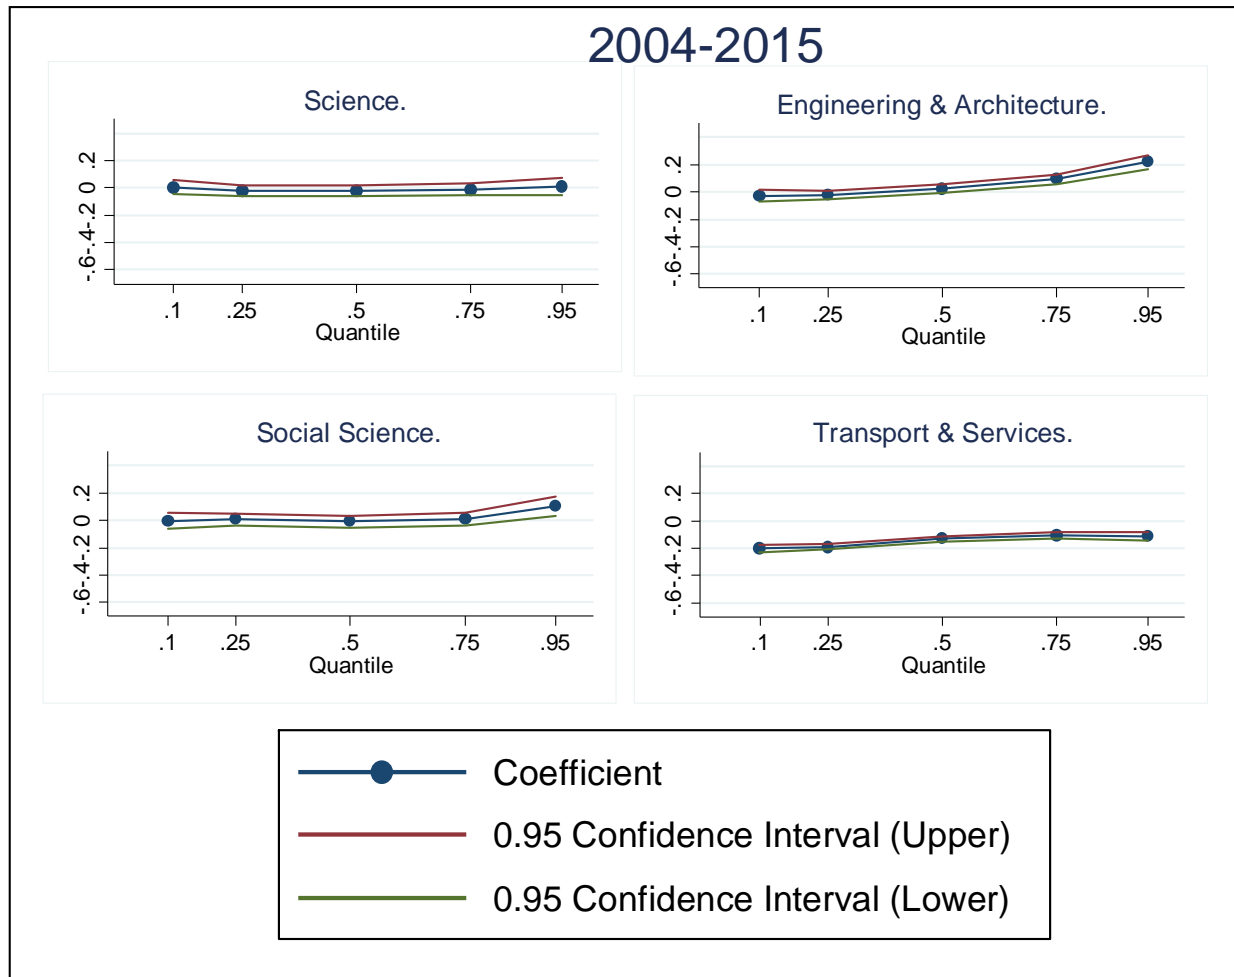 2004-2015
Science.
.2
0
-.2
-.4
-.6
.1 .25 .5 .75 .95
Quantile
Engineering & Architecture.
.2
0
-.2
-.4
-.6
.1 .25 .5 .75 .95
Quantile
Social Science.
.2
0
-.2
-.4
-.6
.1 .25 .5 .75 .95
Quantile
Transport & Services.
.2
0
-.2
-.4
-.6
.1 .25 .5 .75 .95
Quantile
Coefficient
0.95 Confidence Interval (Upper)
0.95 Confidence Interval (Lower)